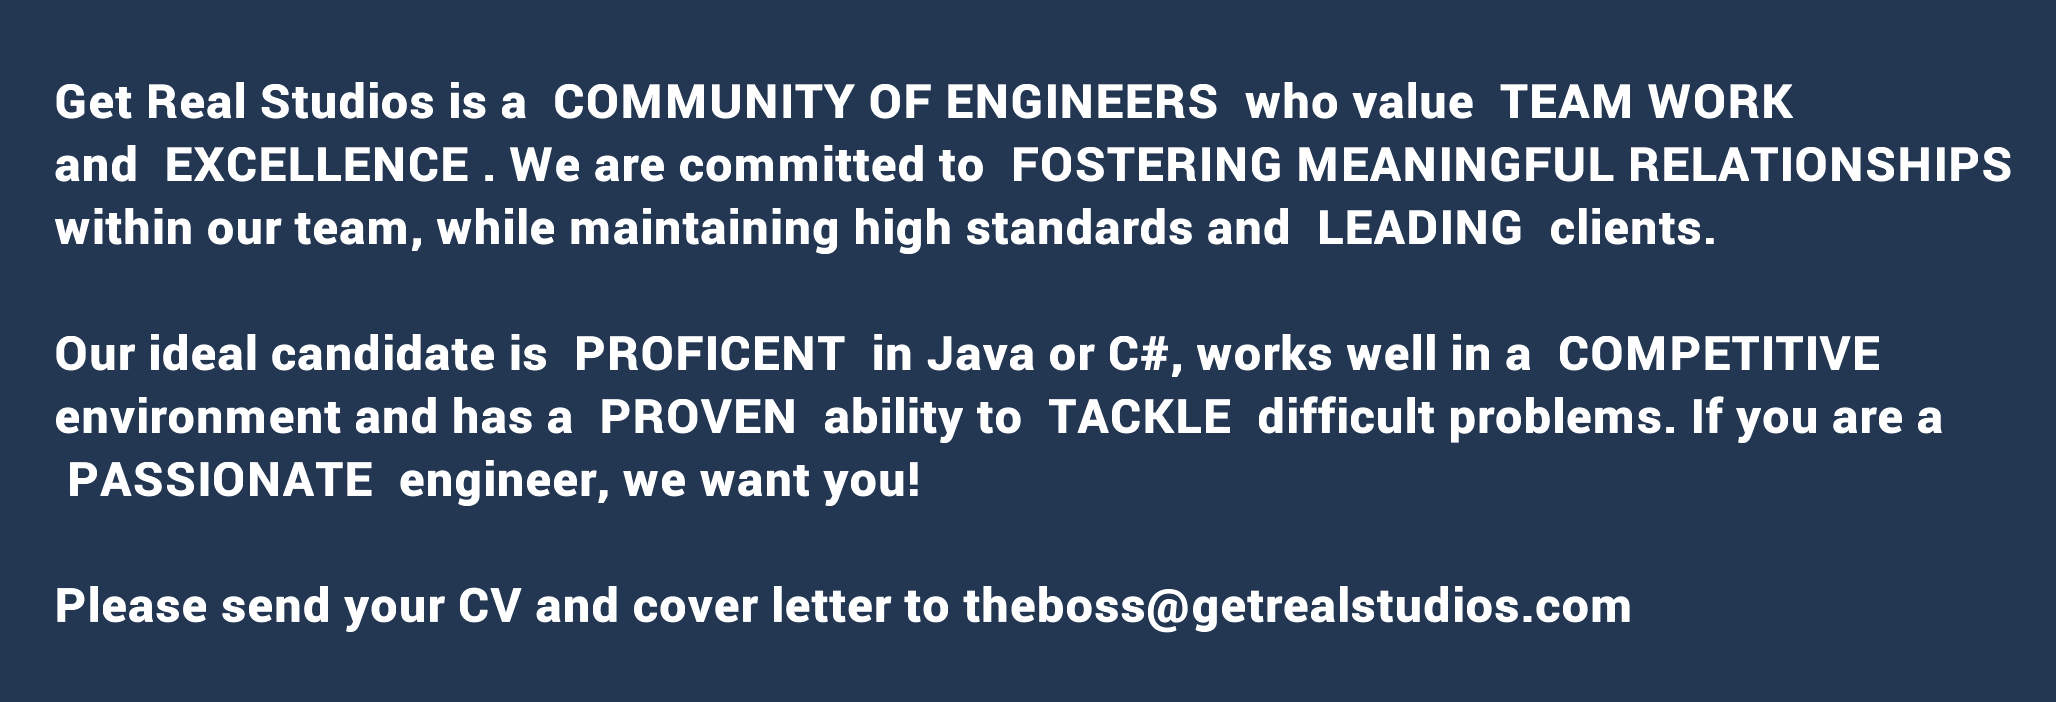 Get Real Studios is a COMMUNITY OF ENGINEERS who value TEAM WORK
and EXCELLENCE . We are committed to FOSTERING MEANINGFUL RELATIONSHIPS
within our team, while maintaining high standards and LEADING clients.
Our ideal candidate is PROFICENT in Java or C#, works well in a COMPETITIVE
environment and has a PROVEN ability to TACKLE difficult problems. If you are a
PASSIONATE engineer, we want you!
Please send your CV and cover letter to theboss@getrealstudios.com